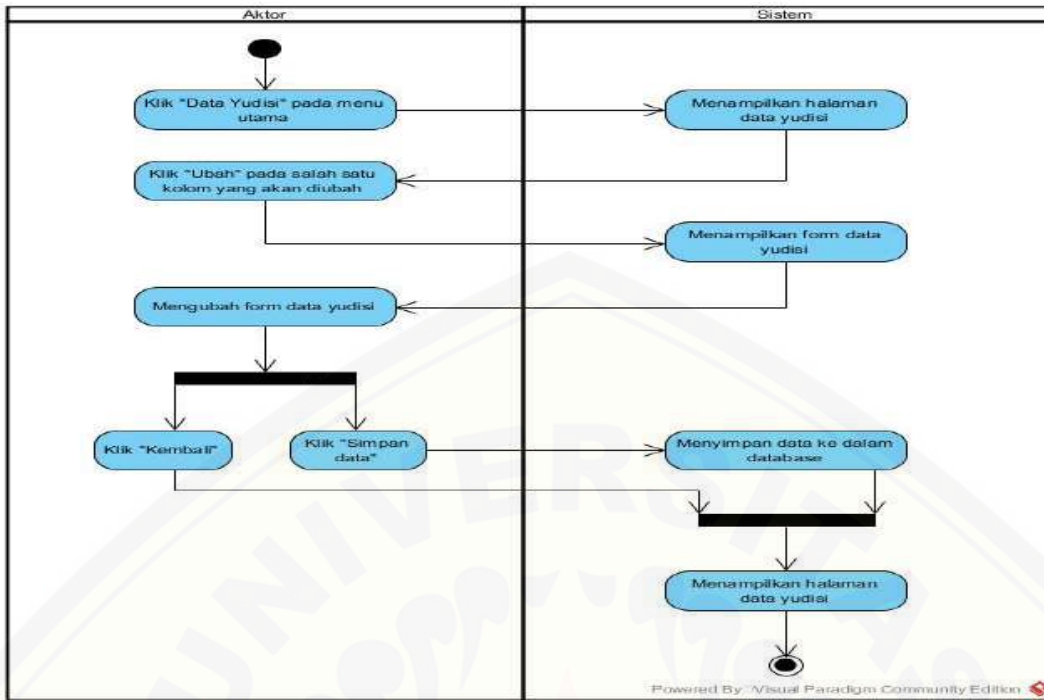 Aktor
Sistem
Klik "Data Yudisi" pada menu
utama
Menampilkan halaman
data yudisi
Klik "Ubah" pada salah satu
kolom yang akan diubah
Menampilkan form data
yudisi
Mengubah form data yudisi
Klik "Kembali"
Klik "Simpan
data"
Menyimpan data ke dalam
database
Menampilkan halaman
data yudisi
UNIVERSITAS
Powered By: Visual Paradigm Community Edition